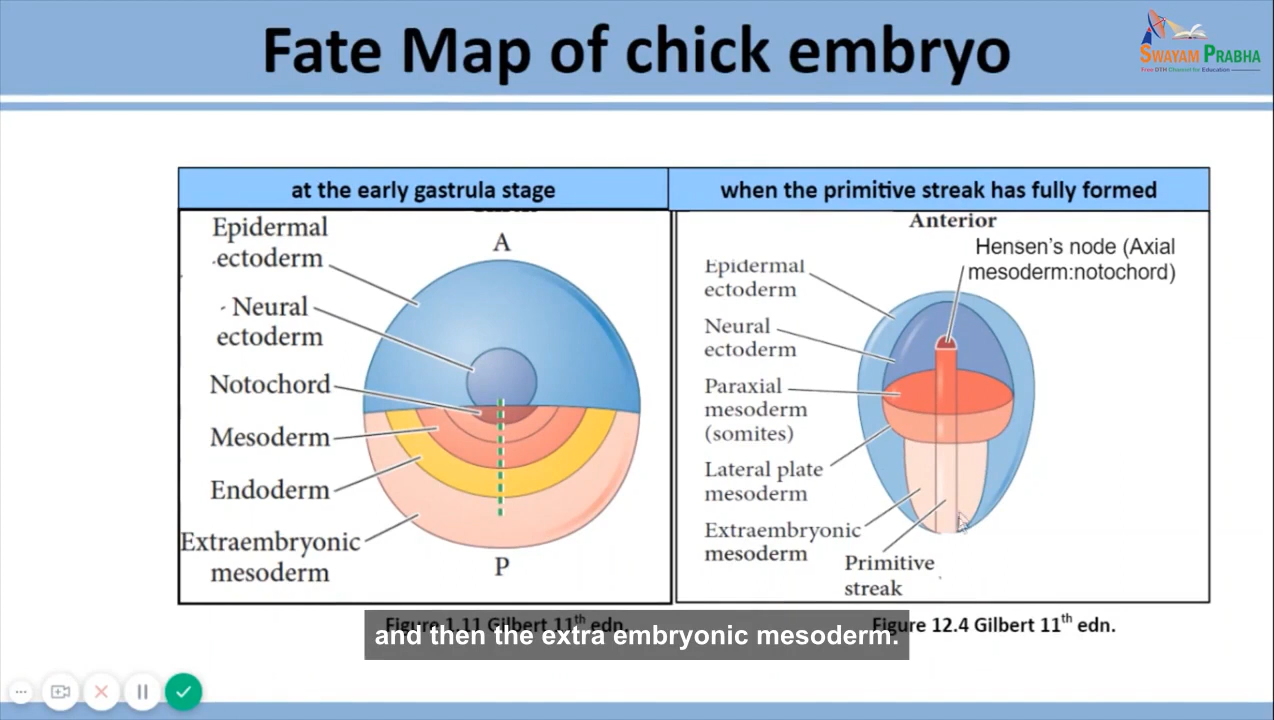 Fate Map of chick embryo
SWAYAM PRABHA
Free DTH Channel for Education
at the early gastrula stage
when the primitive streak has fully formed
Epidermal
ectoderm
Neural
ectoderm
Notochord
Mesoderm
Endoderm
Extraembryonic
mesoderm
A
P
Anterior
Hensen's node (Axial
mesoderm:notochord)
Epidermal
ectoderm
Neural
ectoderm
Paraxial
mesoderm
(somites)
Lateral plate
mesoderm
Extraembryonic
mesoderm
Primitive
streak
Figure 1.11 Gilbert 11th edn.
Figure 12.4 Gilbert 11th edn.
and then the extra embryonic mesoderm.